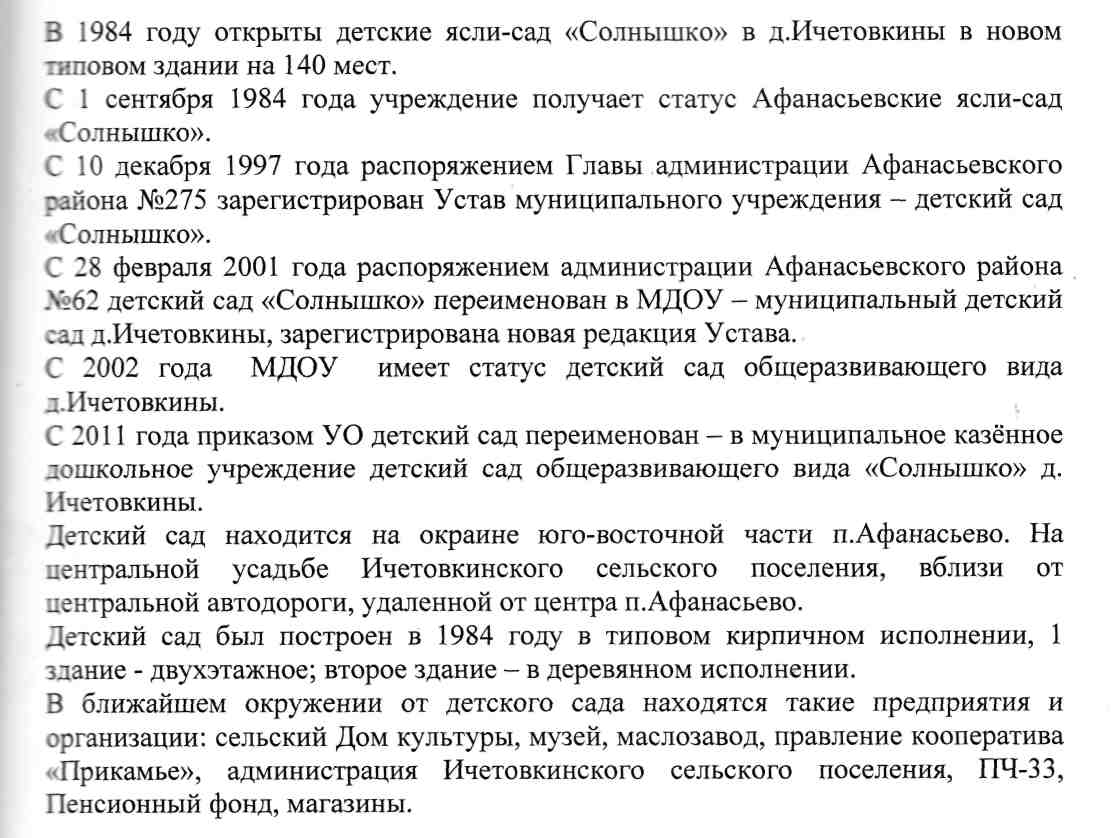 В 1984 году открыты детские ясли-сад «Солнышко» в д.Ичетовкины в новом
типовом здании на 140 мест.
С 1 сентября 1984 года учреждение получает статус Афанасьевские ясли-сад
«Солнышко».
С 10 декабря 1997 года распоряжением Главы администрации Афанасьевского
района №275 зарегистрирован Устав муниципального учреждения – детский сад
«Солнышко».
С 28 февраля 2001 года распоряжением администрации Афанасьевского района
№62 детский сад «Солнышко» переименован в МДОУ – муниципальный детский
сад д.Ичетовкины, зарегистрирована новая редакция Устава.
С 2002 года МДОУ имеет статус детский сад общеразвивающего вида
д.Ичетовкины.
С 2011 года приказом УО детский сад переименован – в муниципальное казённое
дошкольное учреждение детский сад общеразвивающего вида «Солнышко» д.
Ичетовкины.
Детский сад находится на окраине юго-восточной части п.Афанасьево. На
центральной усадьбе Ичетовкинского сельского поселения, вблизи от
центральной автодороги, удаленной от центра п.Афанасьево.
Детский сад был построен в 1984 году в типовом кирпичном исполнении, 1
здание - двухэтажное; второе здание – в деревянном исполнении.
В ближайшем окружении от детского сада находятся такие предприятия и
организации: сельский Дом культуры, музей, маслозавод, правление кооператива
«Прикамье», администрация Ичетовкинского сельского поселения, ПЧ-33,
Пенсионный фонд, магазины.